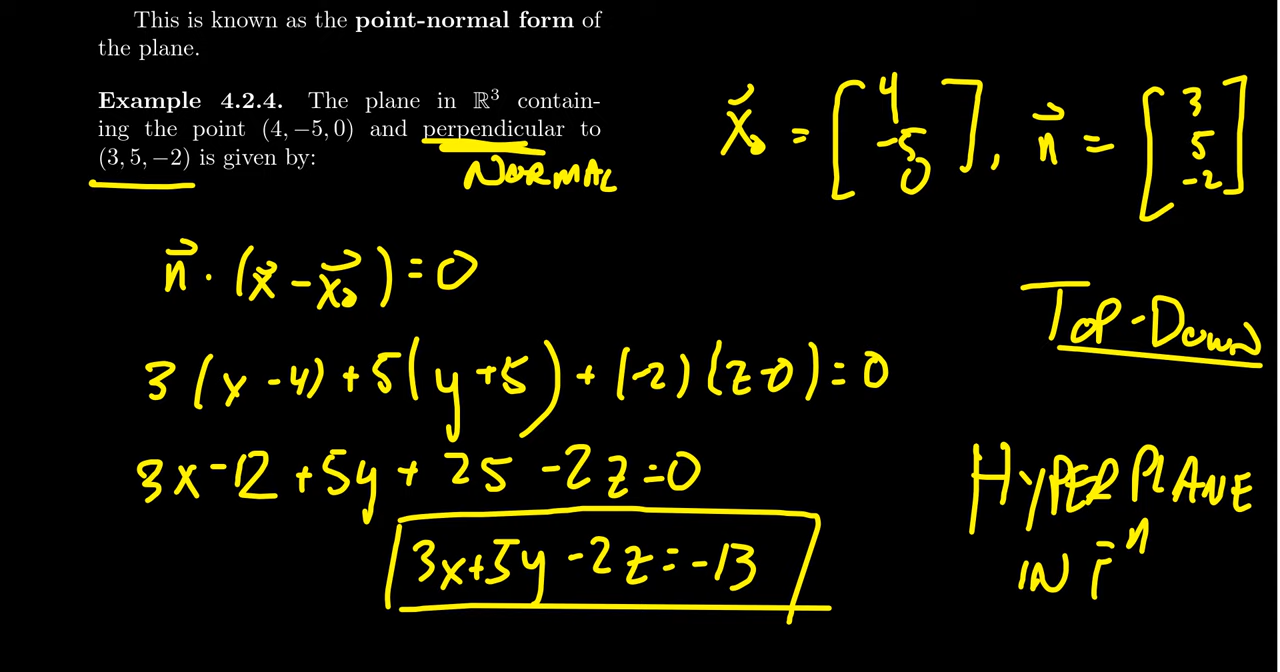 This is known as the point-normal form of
the plane.
Example 4.2.4. The plane in ℝ³ contain-
ing the point (4, −5, 0) and perpendicular to
(3, 5, −2) is given by:
NORMAL
x⃗₀ = [4 -5 0], n⃗ = [3 5 -2]
n⃗ · (x⃗ - x⃗₀) = 0
TOP-DOWN
3(x-4)+5(y+5)+(-2)(z-0)=0
3x-12+5y+25-2z=0
3x+5y-2z=-13
HYPERPLANE
IN Fⁿ